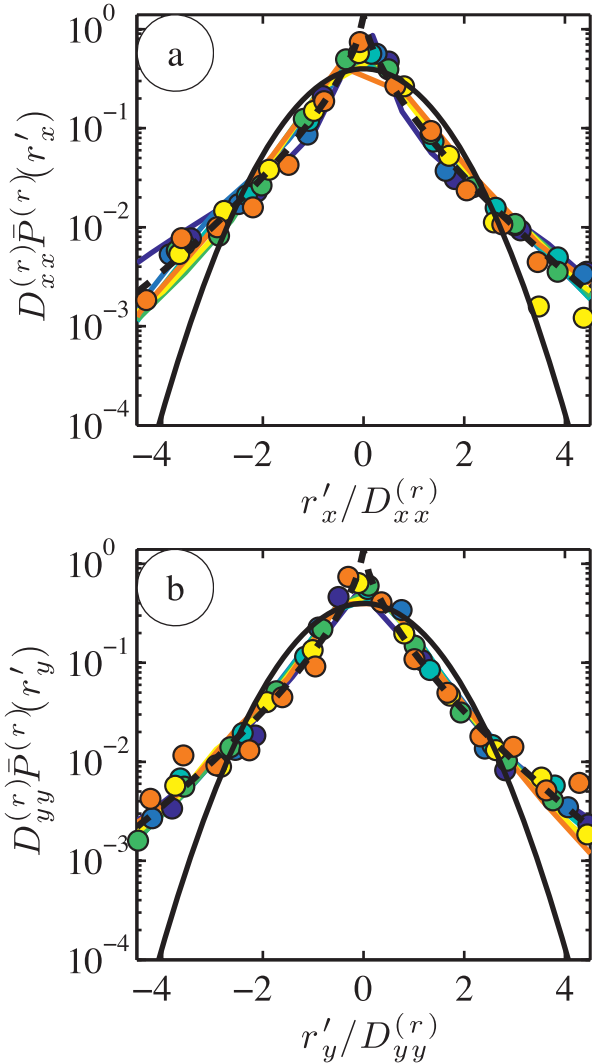 a
10^0
10^{-1}
10^{-2}
10^{-3}
10^{-4}
D_{xx}^{(r)} \bar{P}^{(r)}(r'_x)
−4 −2 0 2 4
r'_x/D_{xx}^{(r)}
b
10^0
10^{-1}
10^{-2}
10^{-3}
10^{-4}
D_{yy}^{(r)} \bar{P}^{(r)}(r'_y)
−4 −2 0 2 4
r'_y/D_{yy}^{(r)}